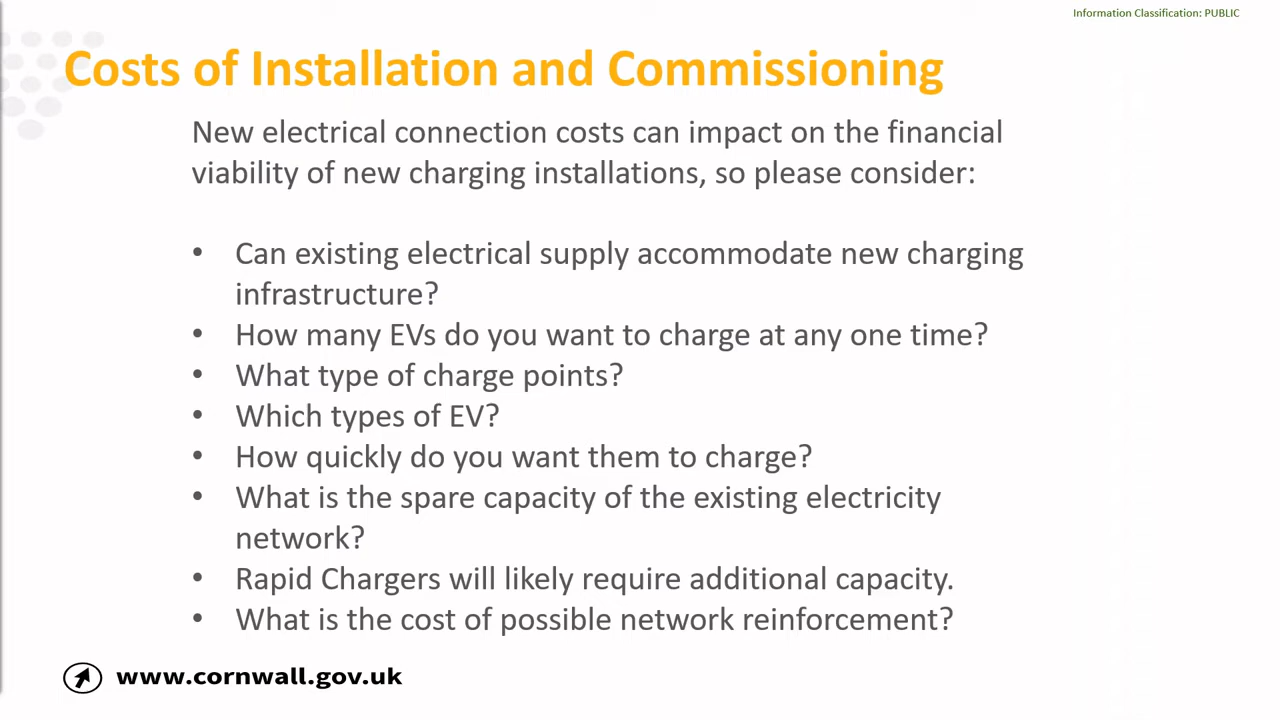 Information Classification: PUBLIC
Costs of Installation and Commissioning
New electrical connection costs can impact on the financial
viability of new charging installations, so please consider:
• Can existing electrical supply accommodate new charging
infrastructure?
• How many EVs do you want to charge at any one time?
• What type of charge points?
• Which types of EV?
• How quickly do you want them to charge?
• What is the spare capacity of the existing electricity
network?
• Rapid Chargers will likely require additional capacity.
• What is the cost of possible network reinforcement?
www.cornwall.gov.uk